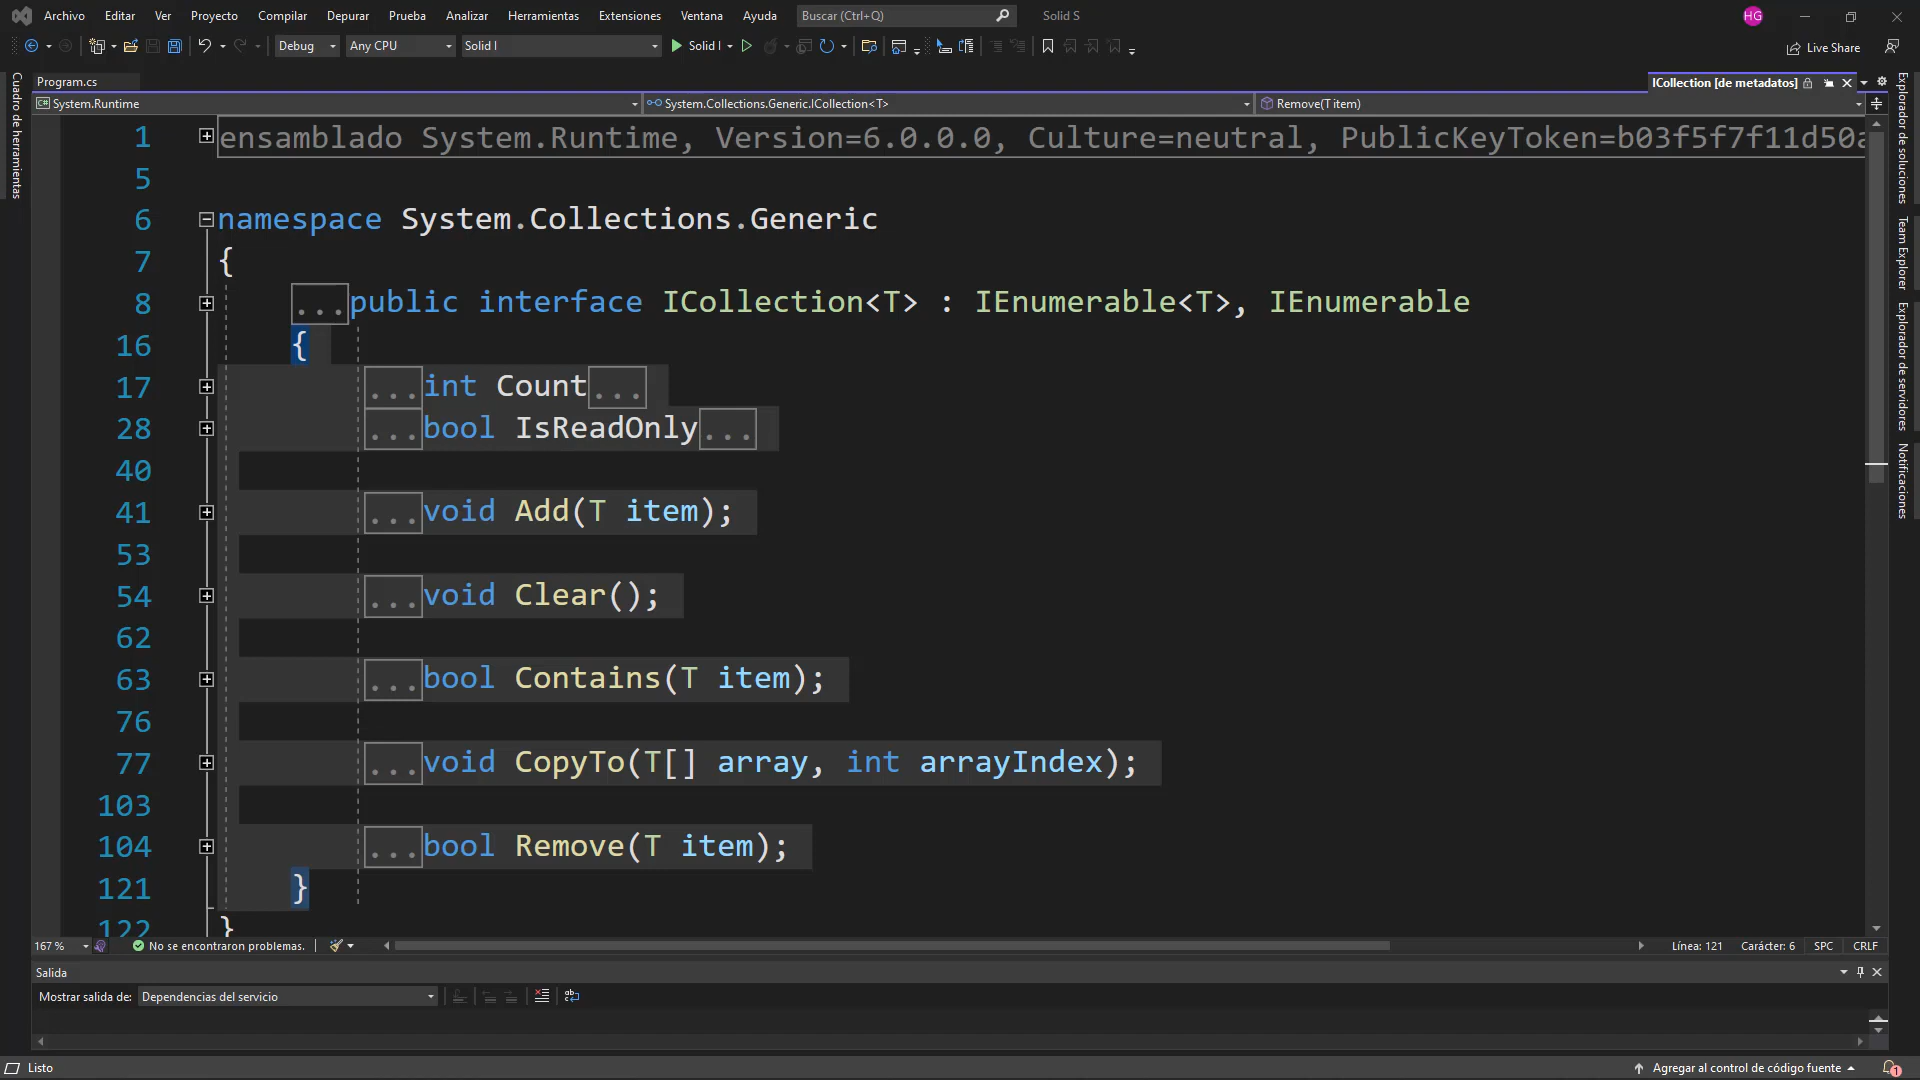 Archivo Editar Ver Proyecto Compilar Depurar Prueba Analizar Herramientas Extensiones Ventana Ayuda Buscar (Ctrl+Q) Solid S HG
Debug Any CPU Solid I Solid I Live Share
Program.cs ICollection [de metadatos]
System.Runtime System.Collections.Generic.ICollection<T> Remove(T item)
Cuadro de herramientas
Explorador de soluciones
Team Explorer
Explorador de servidores
Notificaciones
1 ensamblado System.Runtime, Version=6.0.0.0, Culture=neutral, PublicKeyToken=b03f5f7f11d50a
5
6 namespace System.Collections.Generic
7 {
8 ...public interface ICollection<T> : IEnumerable<T>, IEnumerable
16 {
17 ...int Count...
28 ...bool IsReadOnly...
40
41 ...void Add(T item);
53
54 ...void Clear();
62
63 ...bool Contains(T item);
76
77 ...void CopyTo(T[] array, int arrayIndex);
103
104 ...bool Remove(T item);
121 }
122 }
167 % No se encontraron problemas. Línea: 121 Carácter: 6 SPC CRLF
Salida
Mostrar salida de: Dependencias del servicio
Listo Agregar al control de código fuente 1